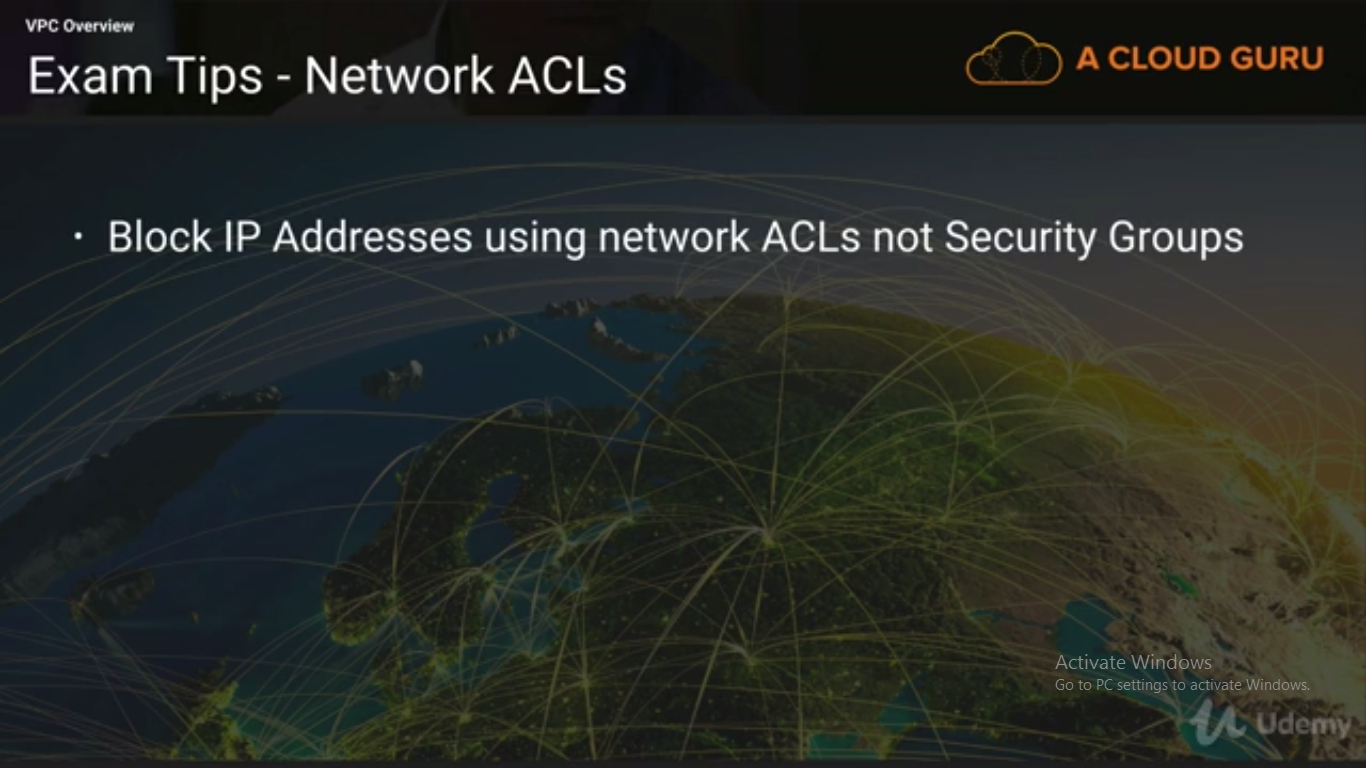 VPC Overview
Exam Tips - Network ACLs
A CLOUD GURU
· Block IP Addresses using network ACLs not Security Groups
Activate Windows
Go to PC settings to activate Windows.
Udemy